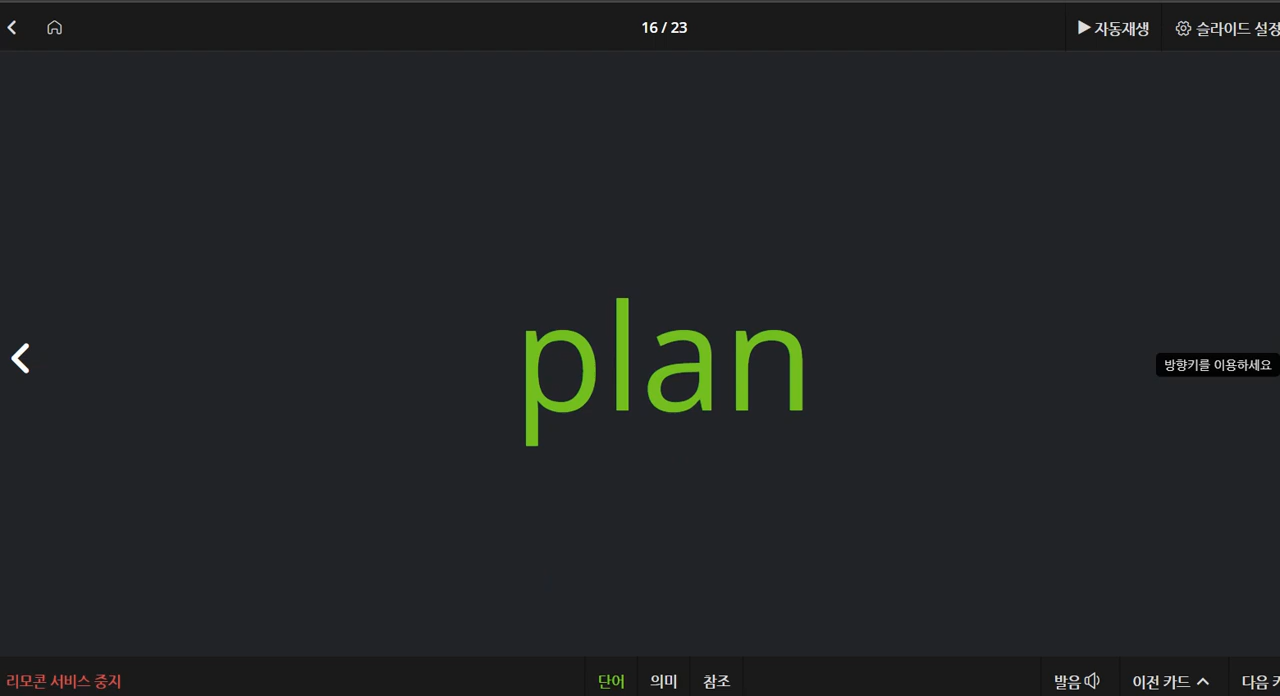 16 / 23
자동재생
슬라이드 설정
plan
방향키를 이용하세요
리모콘 서비스 중지
단어
의미
참조
발음
이전 카드
다음